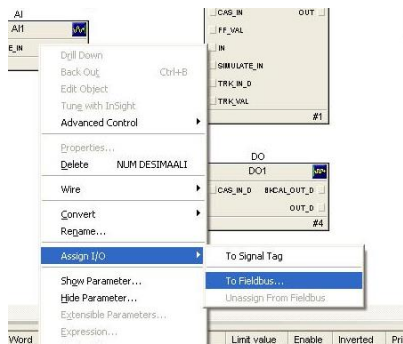 AI
AI1
E_IN
CAS_IN OUT
FF_VAL
IN
SIMULATE_IN
TRK_IN_D
TRK_VAL
#1
Drill Down
Back Out Ctrl+B
Edit Object
Tune with InSight
Advanced Control
Properties...
Delete NUM DESIMAALI
Wire
Convert
Rename...
Assign I/O
Show Parameter...
Hide Parameter...
Extensible Parameters...
Expression...
DO
DO1
CAS_IN_D BKCAL_OUT_D
OUT_D
#4
To Signal Tag
To Fieldbus...
Unassign From Fieldbus
Word Limit value Enable Inverted Pri